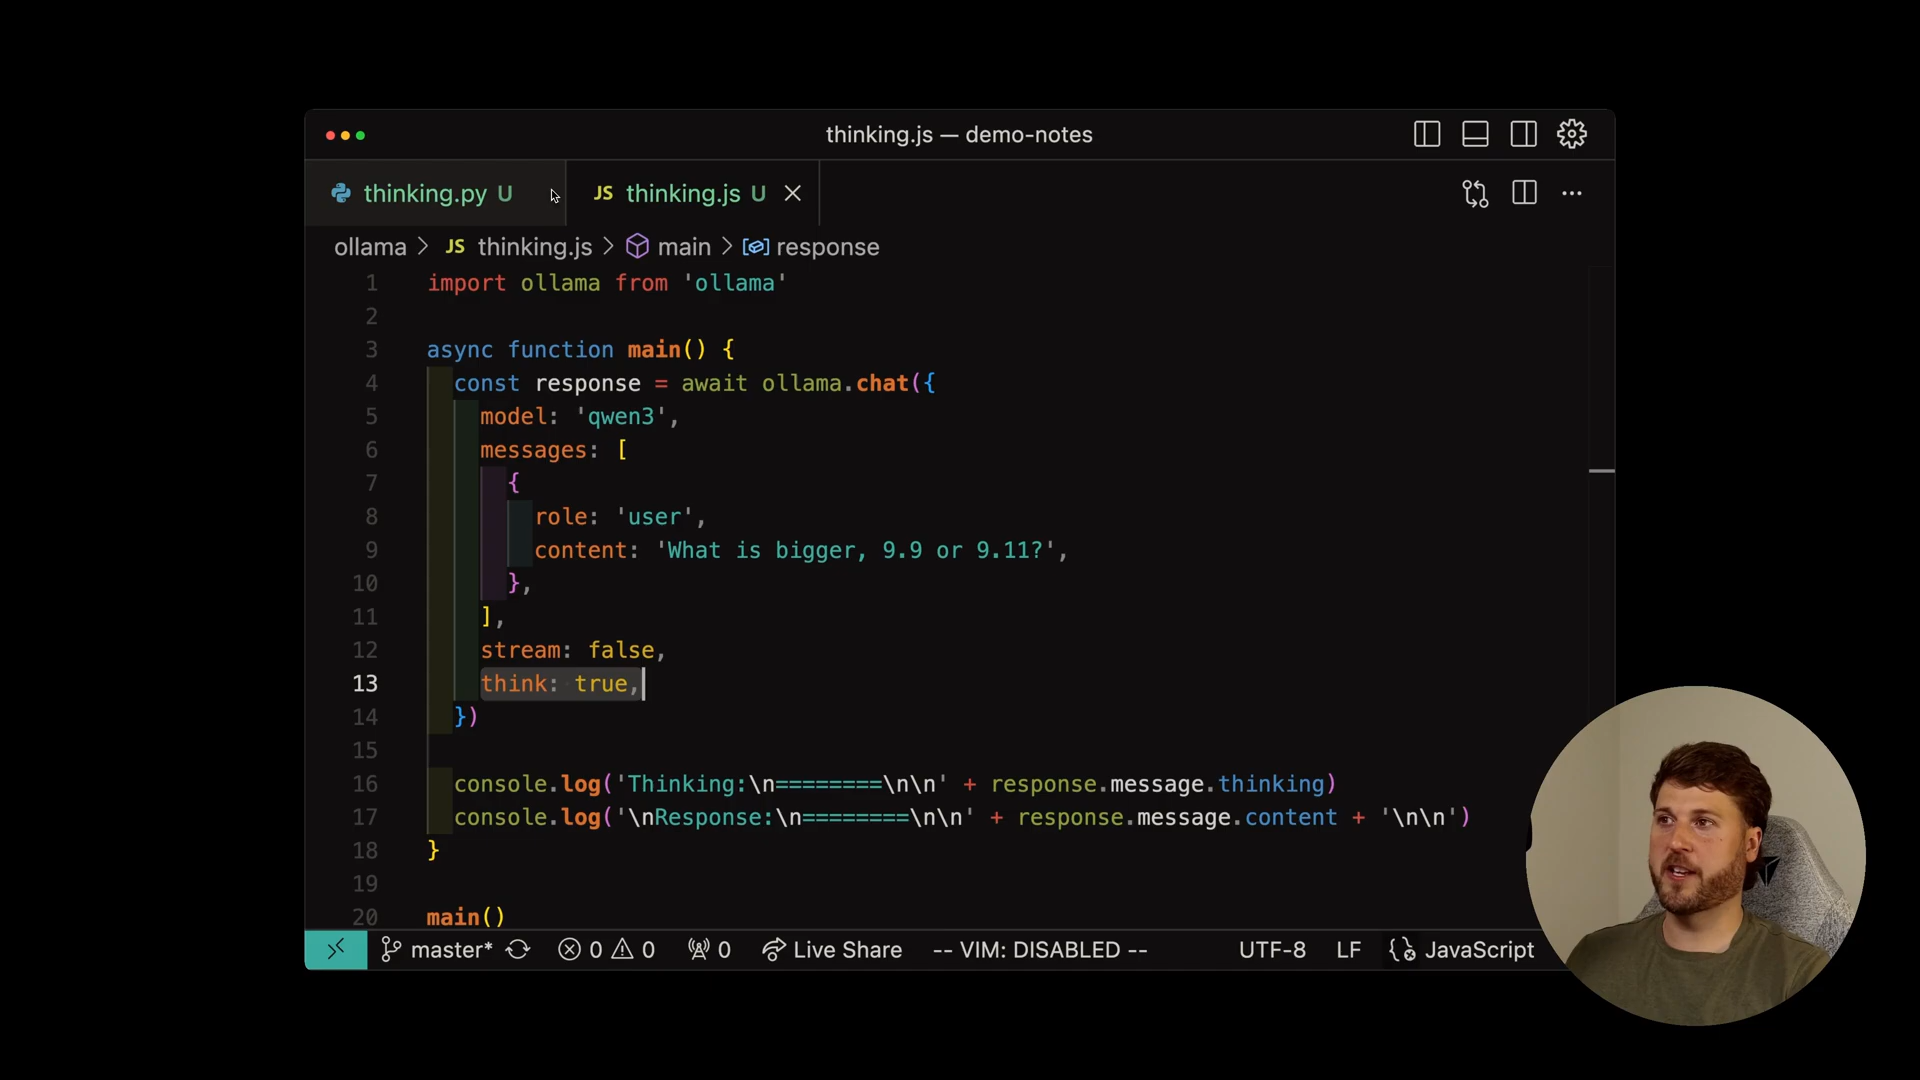 thinking.js — demo-notes
thinking.py U
JS thinking.js U
ollama > JS thinking.js > main > response
1 import ollama from 'ollama'
2
3 async function main() {
4 const response = await ollama.chat({
5 model: 'qwen3',
6 messages: [
7 {
8 role: 'user',
9 content: 'What is bigger, 9.9 or 9.11?',
10 },
11 ],
12 stream: false,
13 think: true,
14 })
15
16 console.log('Thinking:\n========\n\n' + response.message.thinking)
17 console.log('\nResponse:\n========\n\n' + response.message.content + '\n\n')
18 }
19
20 main()
master* 0 0 0 Live Share -- VIM: DISABLED -- UTF-8 LF JavaScript